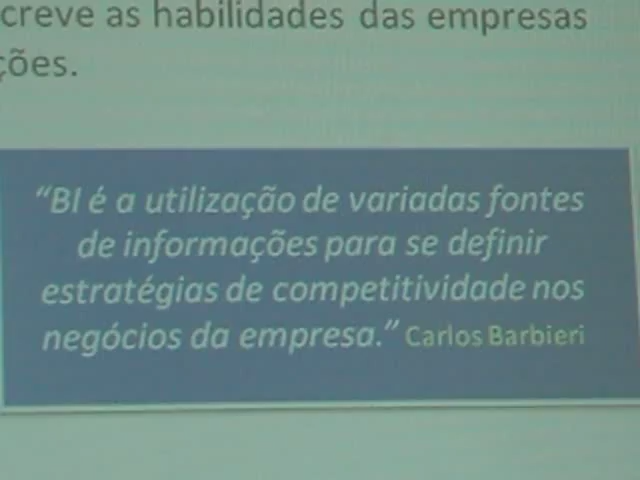 creve as habilidades das empresas
ções.
“BI é a utilização de variadas fontes
de informações para se definir
estratégias de competitividade nos
negócios da empresa.” Carlos Barbieri